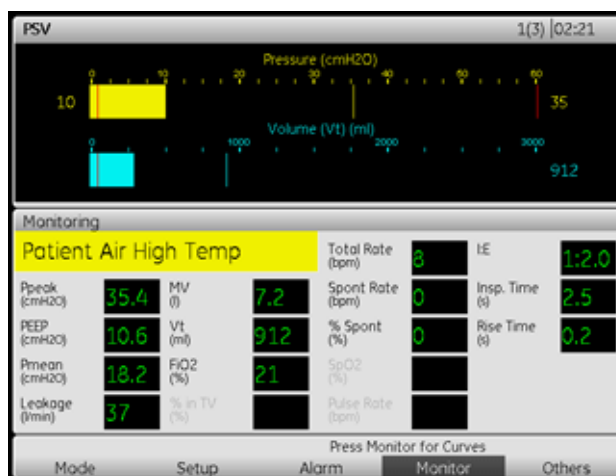 PSV 1(3) 02:21
Pressure (cmH2O)
0 10 20 30 40 50 60
10 35
Volume (Vt) (ml)
0 1000 2000 3000
912
Monitoring
Patient Air High Temp
Total Rate (bpm) 8 I:E 1:2.0
Ppeak (cmH2O) 35.4 MV (l) 7.2 Spont Rate (bpm) 0 Insp. Time (s) 2.5
PEEP (cmH2O) 10.6 Vt (ml) 912 % Spont (%) 0 Rise Time (s) 0.2
Pmean (cmH2O) 18.2 FiO2 (%) 21 SpO2 (%)
Leakage (l/min) 37 % in TV (%) Pulse Rate (bpm)
Press Monitor for Curves
Mode Setup Alarm Monitor Others